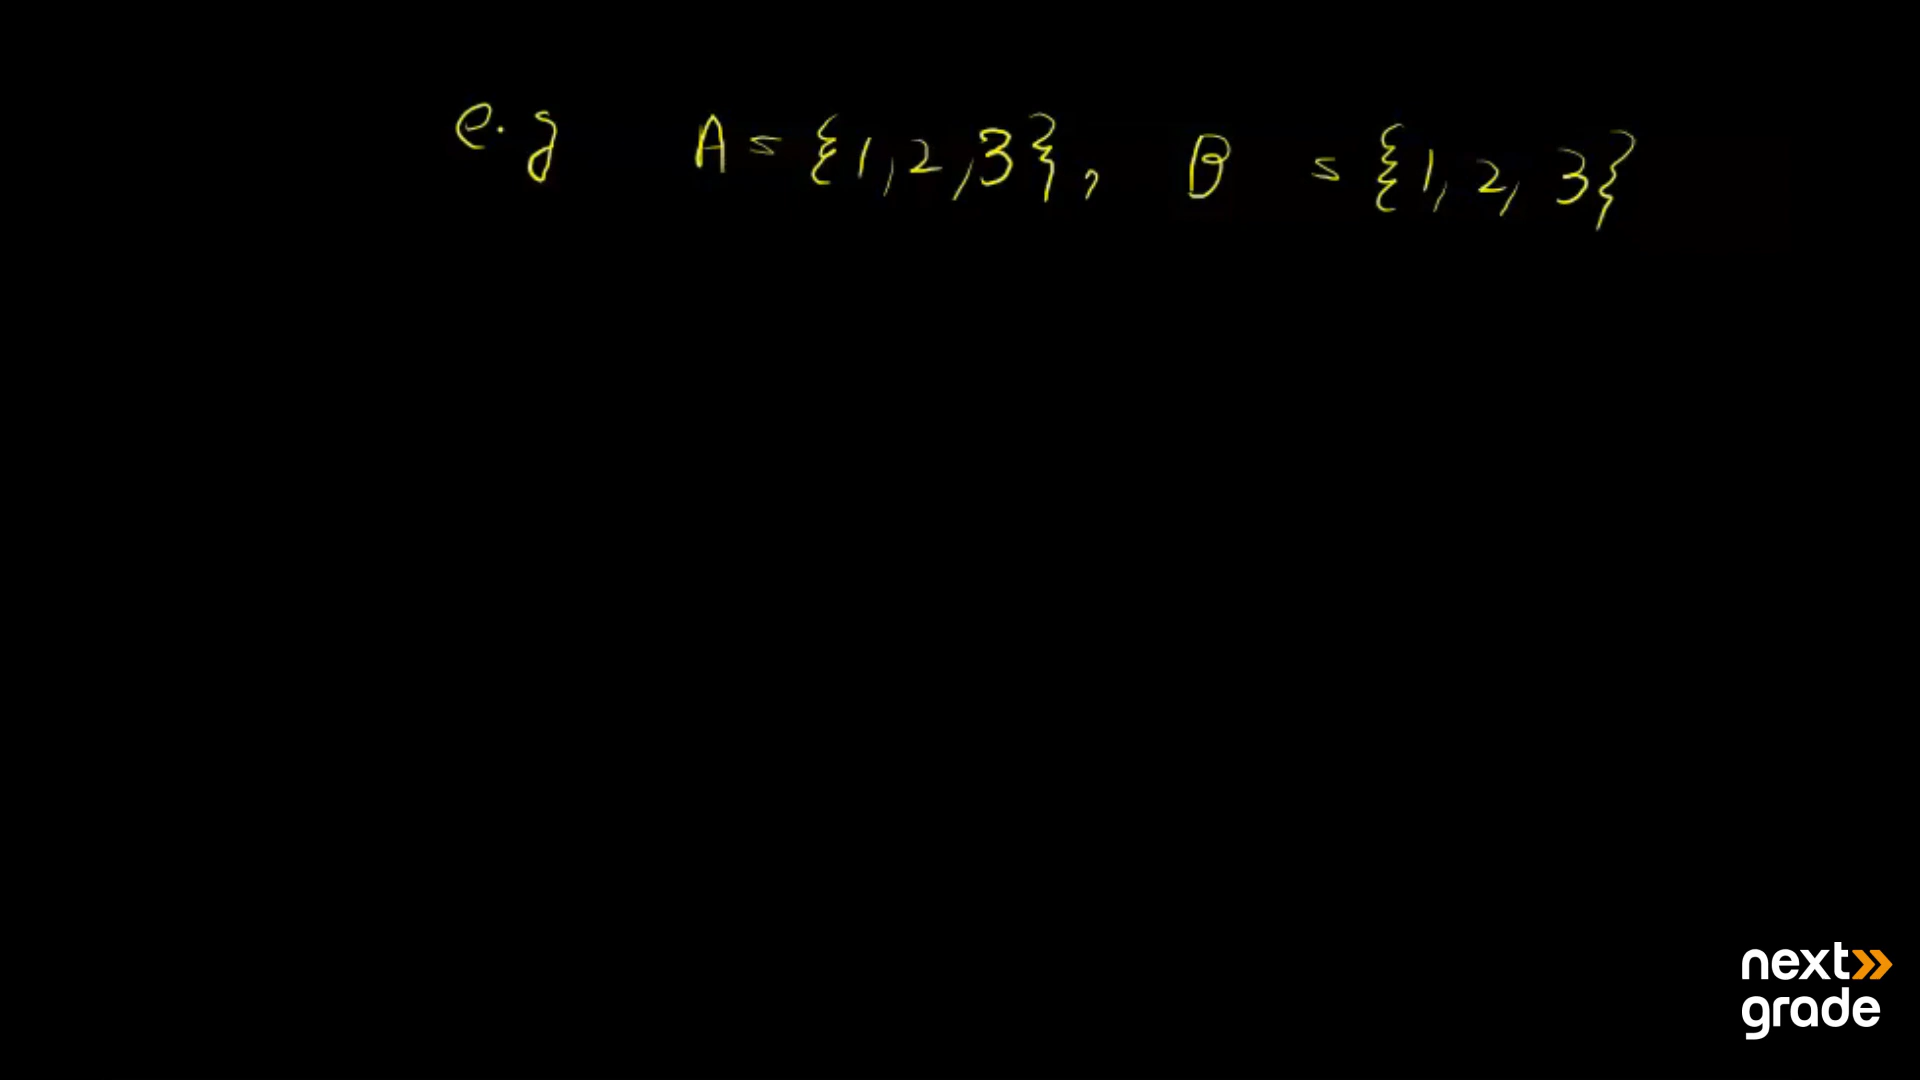 e.g A = {1, 2, 3}, B = {1, 2, 3}
next
grade